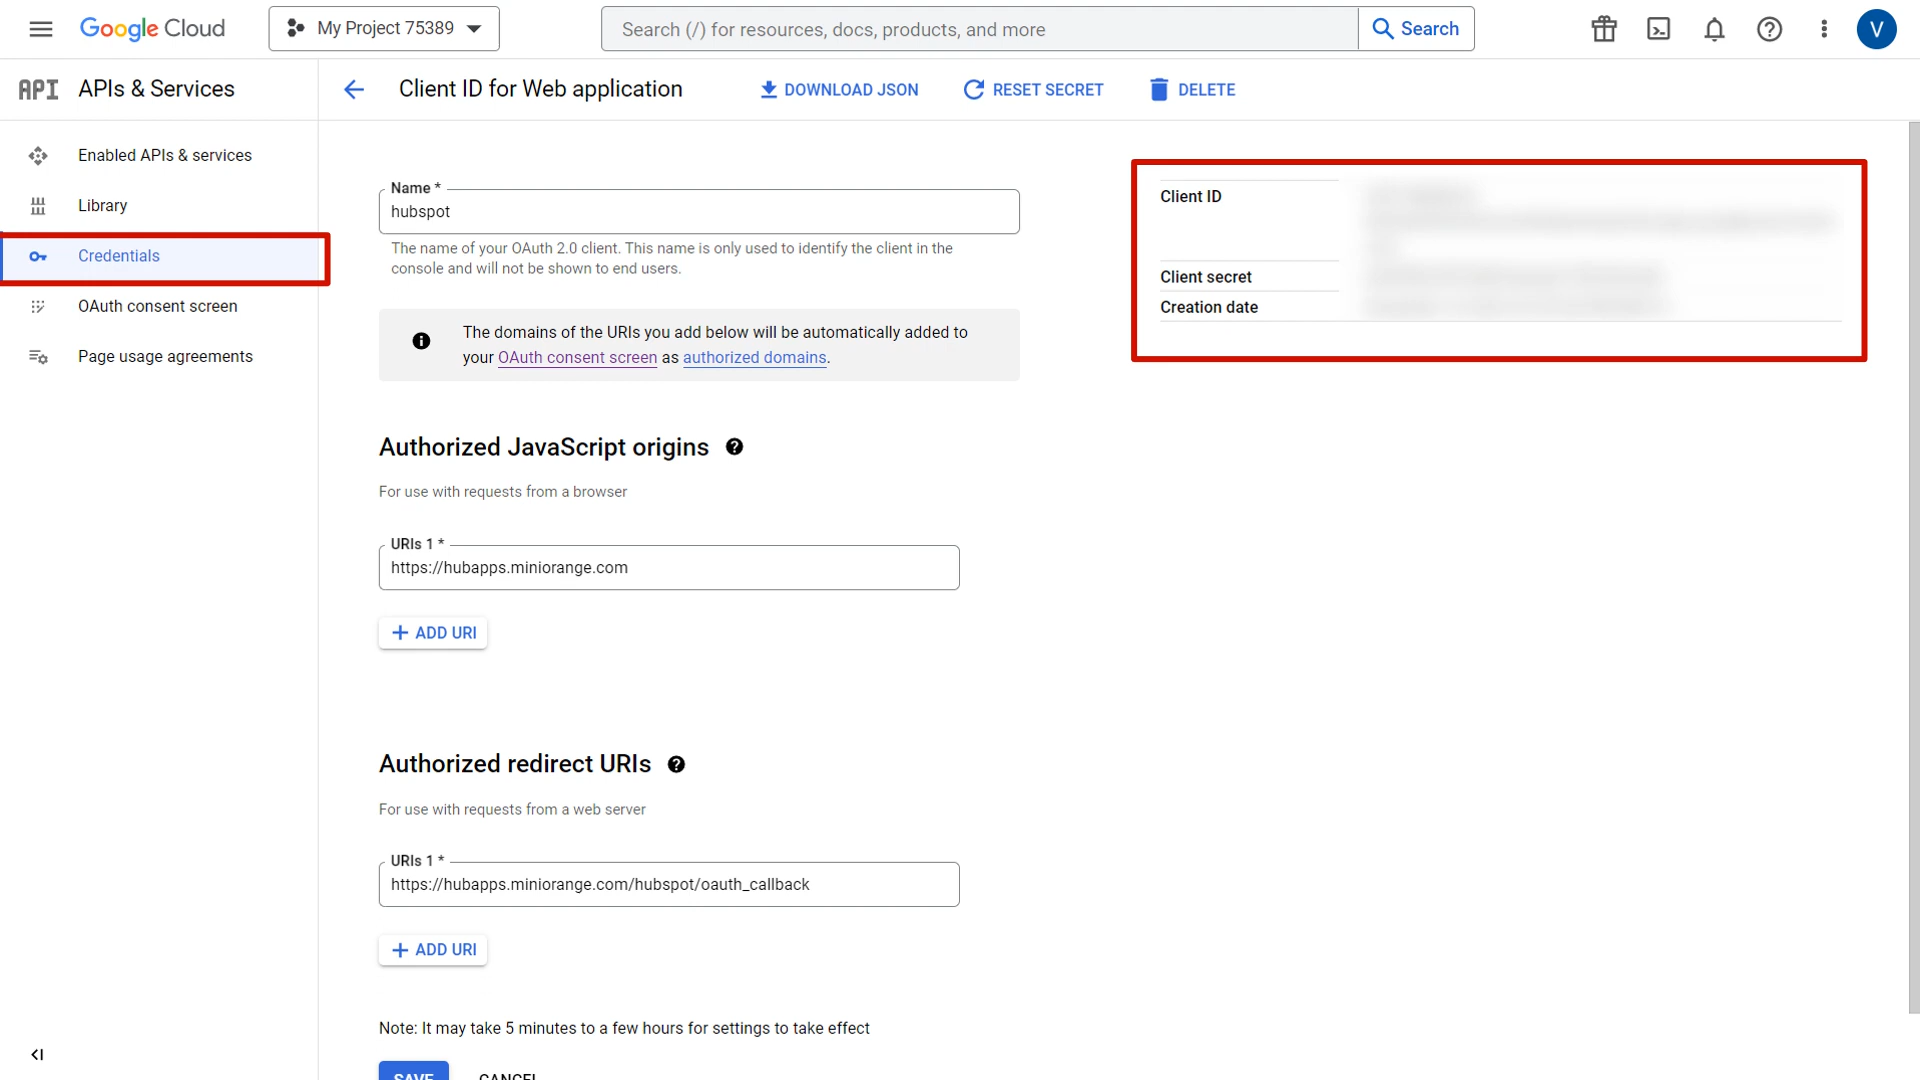 Google Cloud
My Project 75389
Search (/) for resources, docs, products, and more
Search
V
API APIs & Services
Client ID for Web application
DOWNLOAD JSON
RESET SECRET
DELETE
Enabled APIs & services
Library
Credentials
OAuth consent screen
Page usage agreements
Name *
hubspot
The name of your OAuth 2.0 client. This name is only used to identify the client in the
console and will not be shown to end users.
The domains of the URIs you add below will be automatically added to
your OAuth consent screen as authorized domains.
Client ID
Client secret
Creation date
Authorized JavaScript origins
For use with requests from a browser
URIs 1 *
https://hubapps.miniorange.com
+ ADD URI
Authorized redirect URIs
For use with requests from a web server
URIs 1 *
https://hubapps.miniorange.com/hubspot/oauth_callback
+ ADD URI
Note: It may take 5 minutes to a few hours for settings to take effect
SAVE
CANCEL